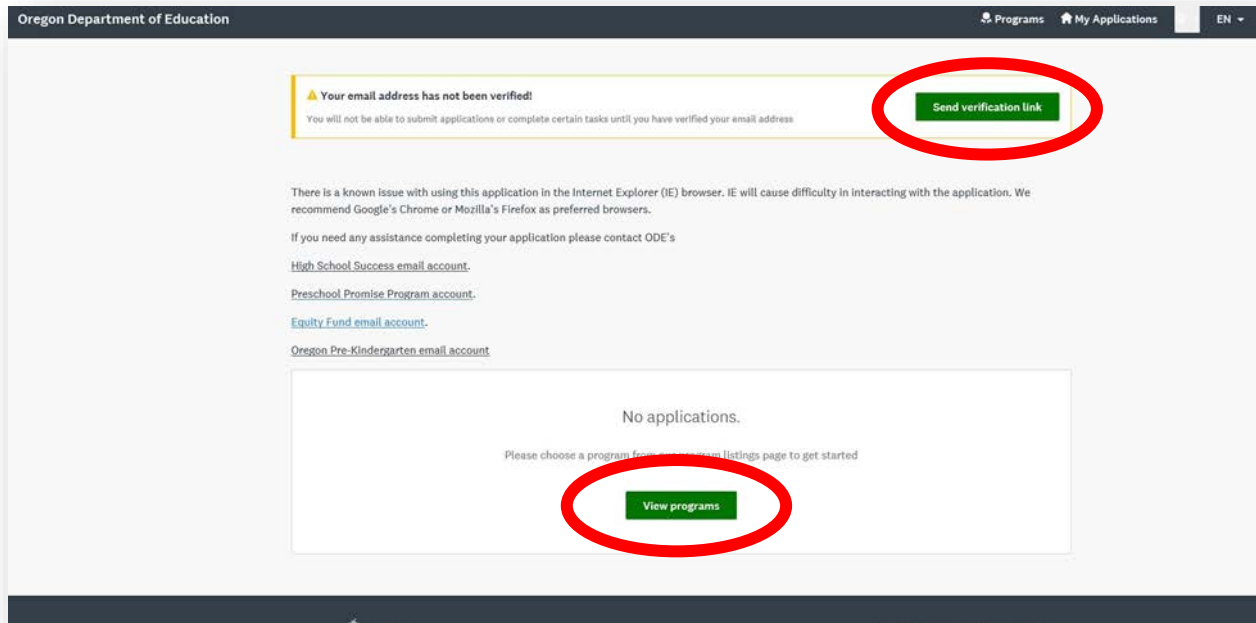 Oregon Department of Education
Programs
My Applications
EN
Your email address has not been verified!
You will not be able to submit applications or complete certain tasks until you have verified your email address
Send verification link
There is a known issue with using this application in the Internet Explorer (IE) browser. IE will cause difficulty in interacting with the application. We
recommend Google's Chrome or Mozilla's Firefox as preferred browsers.
If you need any assistance completing your application please contact ODE's
High School Success email account.
Preschool Promise Program account.
Equity Fund email account.
Oregon Pre-Kindergarten email account
No applications.
Please choose a program from our program listings page to get started
View programs